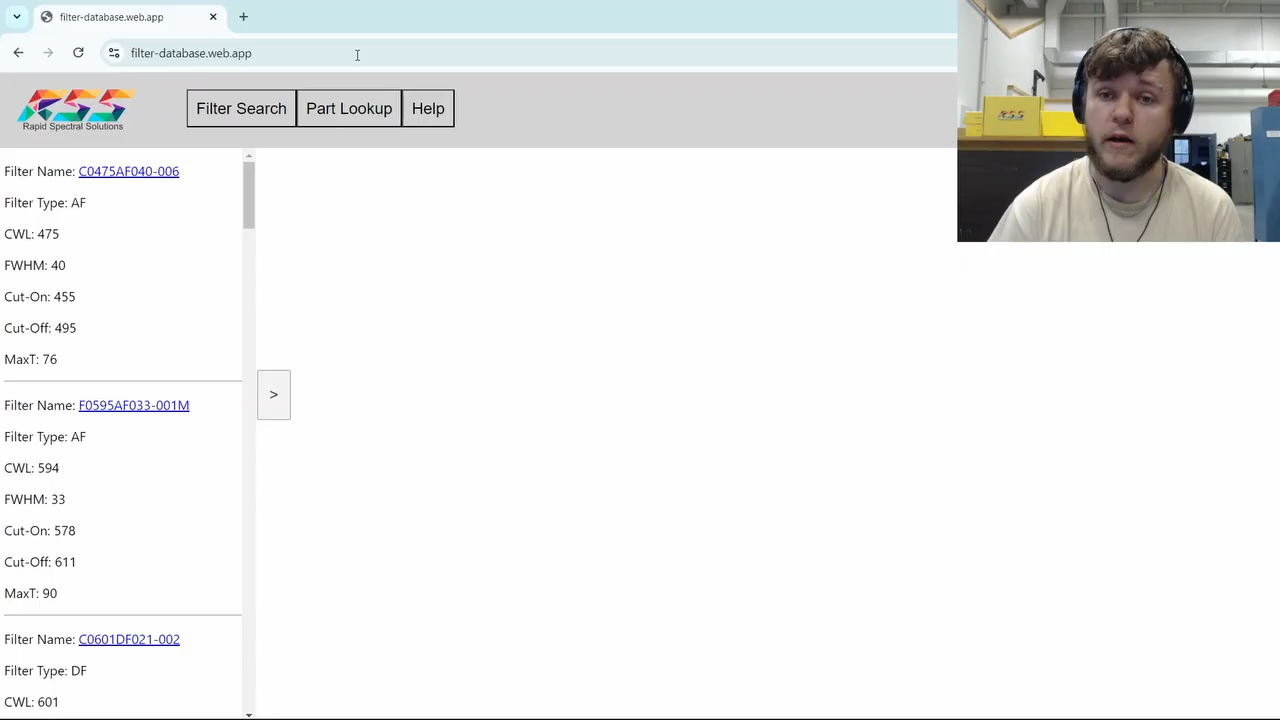 filter-database.web.app
filter-database.web.app
RSS
Rapid Spectral Solutions
Filter Search
Part Lookup
Help
Filter Name: C0475AF040-006
Filter Type: AF
CWL: 475
FWHM: 40
Cut-On: 455
Cut-Off: 495
MaxT: 76
Filter Name: F0595AF033-001M
Filter Type: AF
CWL: 594
FWHM: 33
Cut-On: 578
Cut-Off: 611
MaxT: 90
Filter Name: C0601DF021-002
Filter Type: DF
CWL: 601
>
RSS